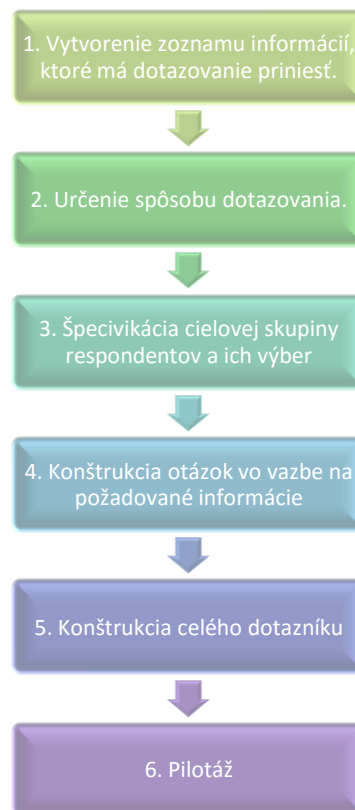 1. Vytvorenie zoznamu informácií,
ktoré má dotazovanie priniesť.
2. Určenie spôsobu dotazovania.
3. Špecivikácia cielovej skupiny
respondentov a ich výber
4. Konštrukcia otázok vo vazbe na
požadované informácie
5. Konštrukcia celého dotazníku
6. Pilotáž